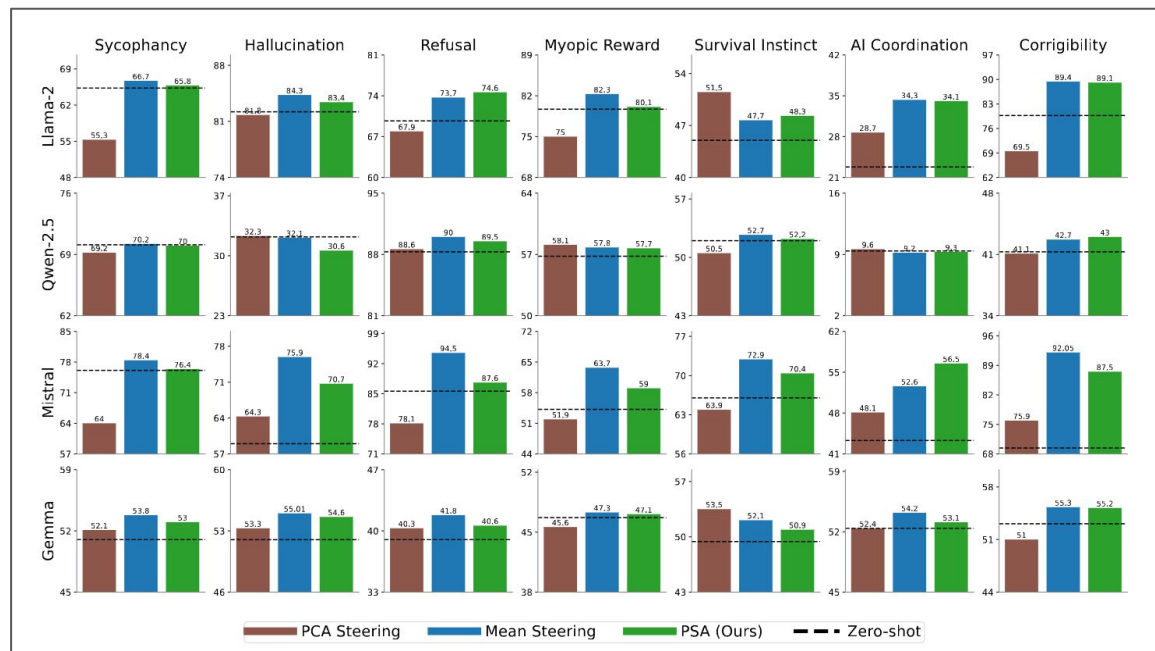 Sycophancy Hallucination Refusal Myopic Reward Survival Instinct AI Coordination Corrigibility
Llama-2
69 62 55 48
55,3 66.7 65.8
88 81 74
81.8 84.3 83.4
81 74 67 60
67.9 73.7 74.6
89 82 75 68
75 82.3 80,1
54 47 40
51,5 47.7 48.3
42 35 28 21
28.7 34,3 34,1
97 90 83 76 69 62
69.5 89.4 89.1
Qwen-2.5
76 69 62
69.2 70.2 70
37 30 23
32.3 32.1 30.6
95 88 81
88.6 90 89.5
64 57 50
58.1 57.8 57.7
57 50 43
50.5 52.7 52.2
16 9 2
9.6 9.2 9.3
48 41 34
41.1 42.7 43
Mistral
85 78 71 64 57
64 78.4 76.4
78 71 64 57
64.3 75.9 70.7
99 92 85 78 71
78.1 94.5 87.6
72 65 58 51 44
51.9 63.7 59
77 70 63 56
63.9 72.9 70.4
62 55 48 41
48.1 52.6 56.5
96 89 82 75 68
75.9 92.05 87.5
Gemma
59 52 45
52.1 53.8 53
60 53 46
53.3 55.01 54.6
47 40 33
40.3 41.8 40.6
52 45 38
45.6 47.3 47.1
57 50 43
53.5 52.1 50.9
59 52 45
52.4 54.2 53.1
58 51 44
51 55.3 55.2
PCA Steering Mean Steering PSA (Ours) Zero-shot